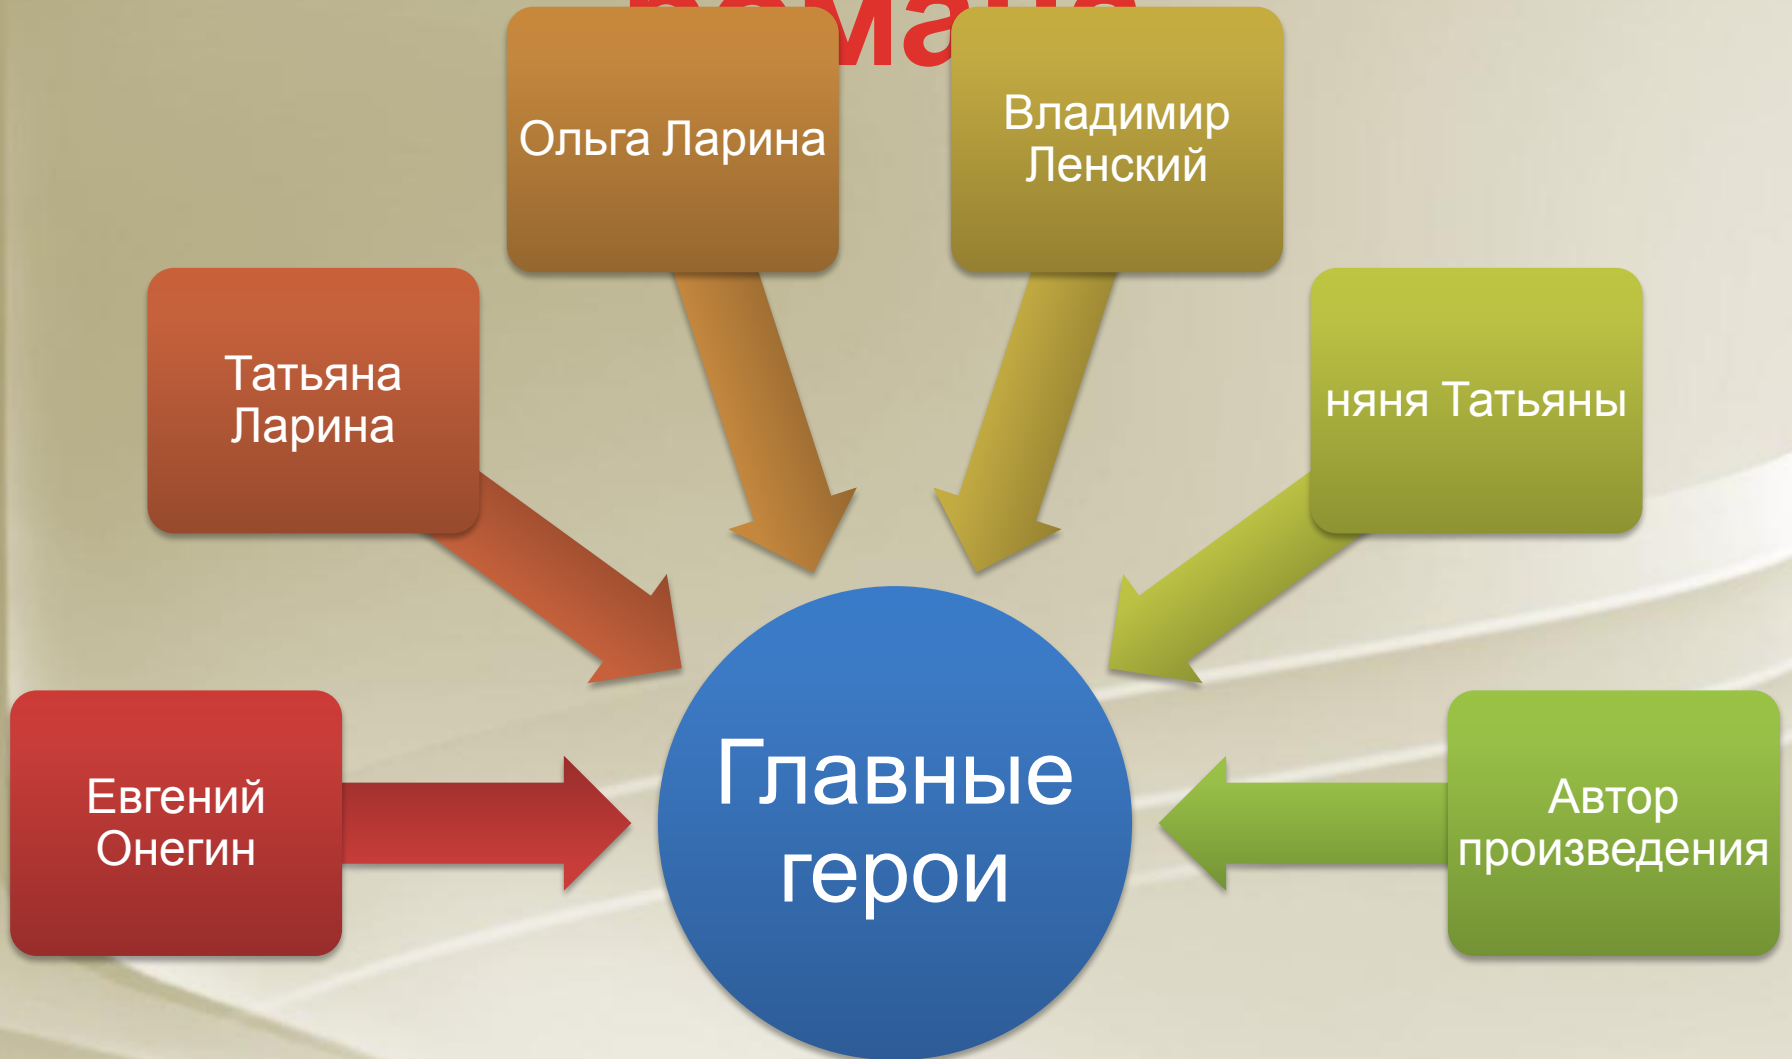 Ольга Ларина
Владимир
Ленский
Татьяна
Ларина
няня Татьяны
Евгений
Онегин
Главные
герои
Автор
произведения